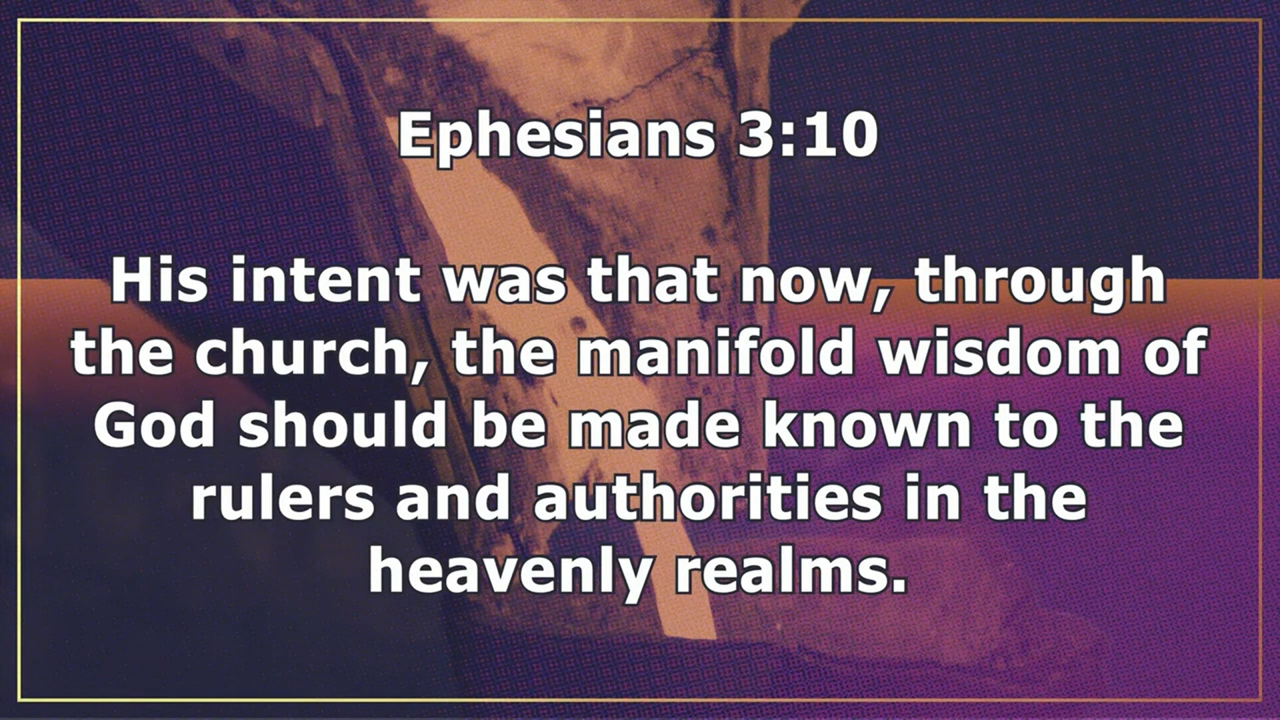 Ephesians 3:10
His intent was that now, through
the church, the manifold wisdom of
God should be made known to the
rulers and authorities in the
heavenly realms.